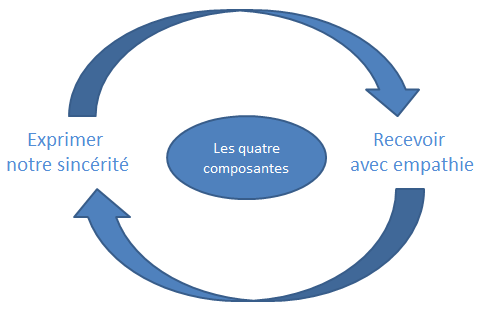 Exprimer
notre sincérité
Les quatre
composantes
Recevoir
avec empathie